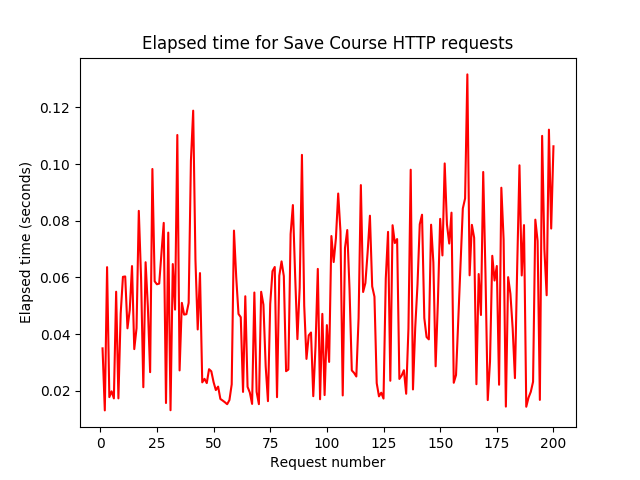 Elapsed time for Save Course HTTP requests
Elapsed time (seconds)
0.12
0.10
0.08
0.06
0.04
0.02
0 25 50 75 100 125 150 175 200
Request number